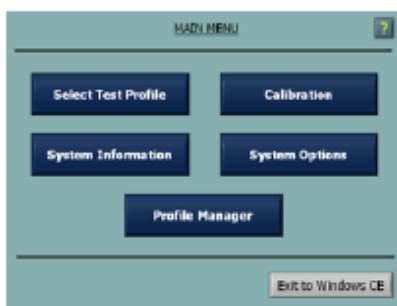 MAIN MENU ?
Select Test Profile Calibration
System Information System Options
Profile Manager
Exit to Windows CE